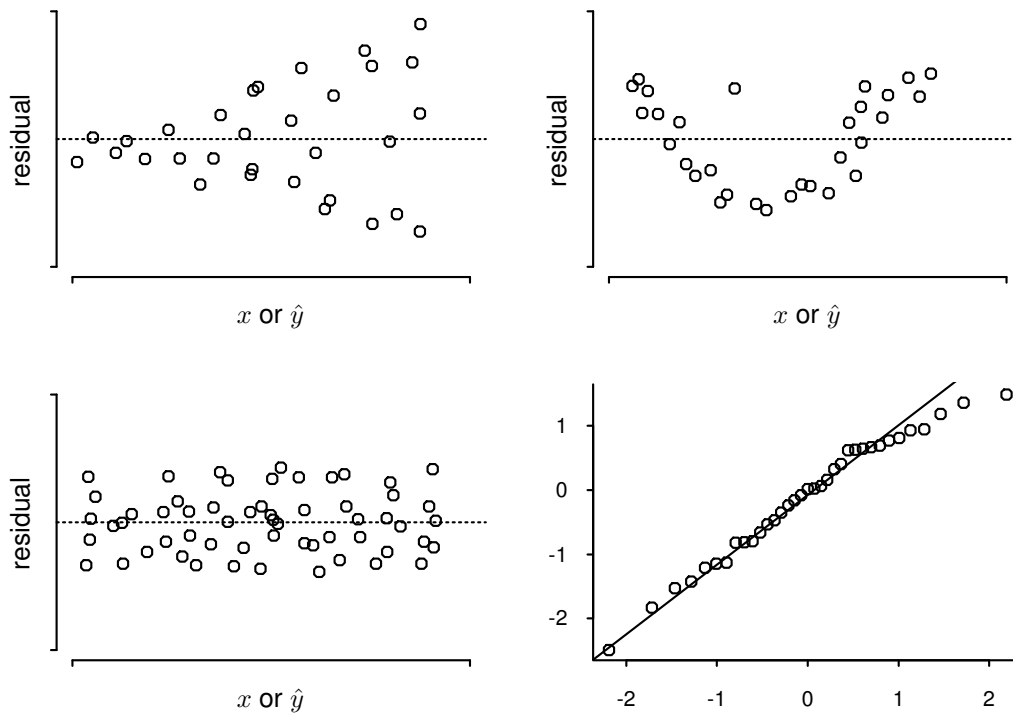 residual
x or ŷ
residual
x or ŷ
residual
x or ŷ
1
0
-1
-2
-2 -1 0 1 2